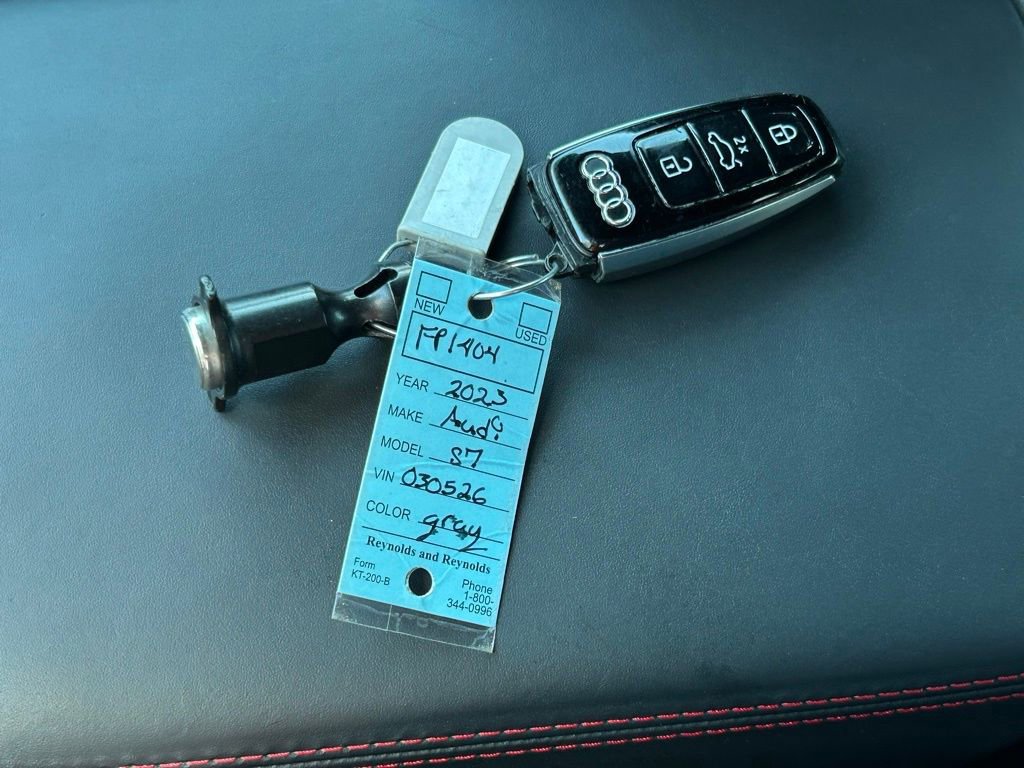 2x
NEW
USED
FP1404
YEAR 2023
MAKE Audi
MODEL S7
VIN 030526
COLOR gray
Reynolds and Reynolds
Form
KT-200-B
Phone
1-800-
344-0996